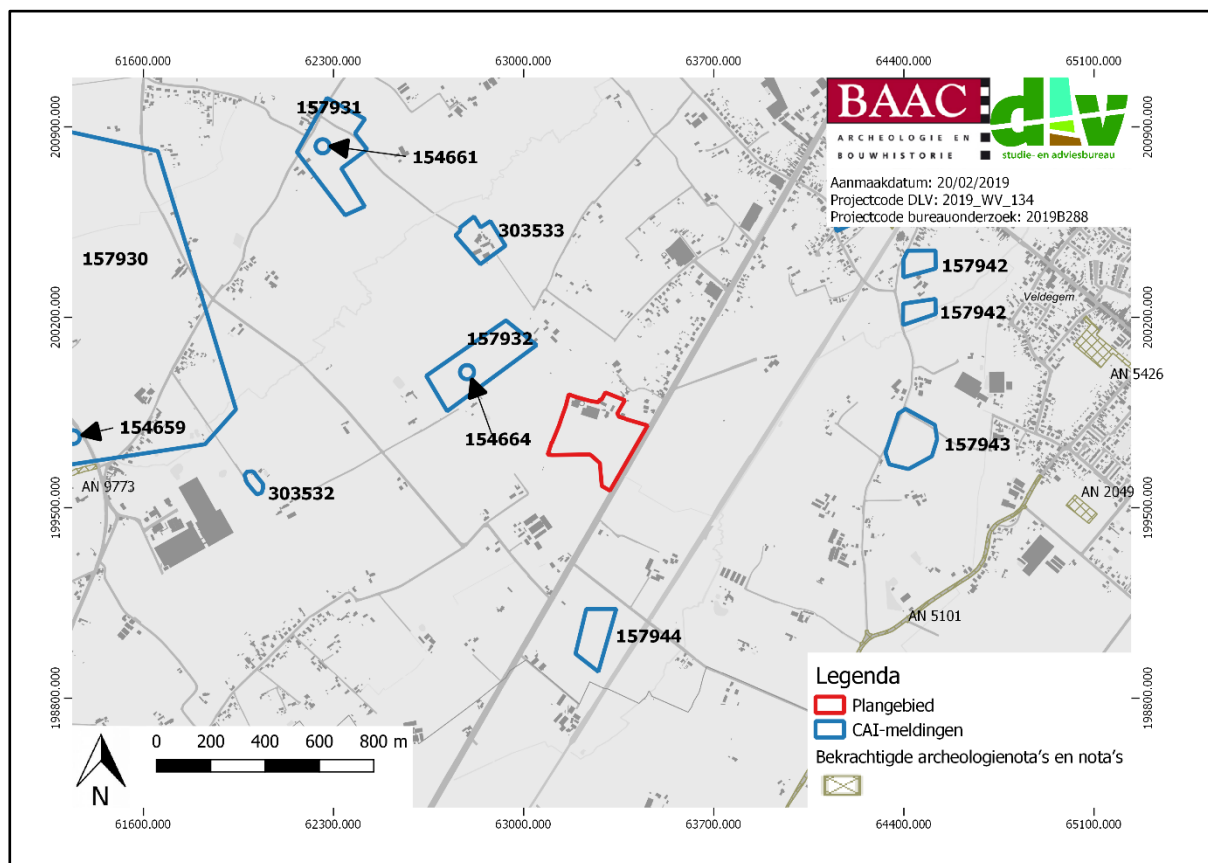 61600.000 62300.000 63000.000 63700.000 64400.000 65100.000
BAAC
ARCHEOLOGIE EN
BOUWHISTORIE
dlv
studie- en adviesbureau
Aanmaakdatum: 20/02/2019
Projectcode DLV: 2019_WV_134
Projectcode bureauonderzoek: 2019B288
200900.000
200900.000
157931
154661
303533
157930
157942
157942
Veldegem
200200.000
200200.000
157932
AN 5426
154659
154664
157943
AN 9773
303532
AN 2049
199500.000
199500.000
AN 5101
157944
198800.000
198800.000
Legenda
Plangebied
CAI-meldingen
Bekrachtigde archeologienota's en nota's
N
0 200 400 600 800 m
61600.000 62300.000 63000.000 63700.000 64400.000 65100.000